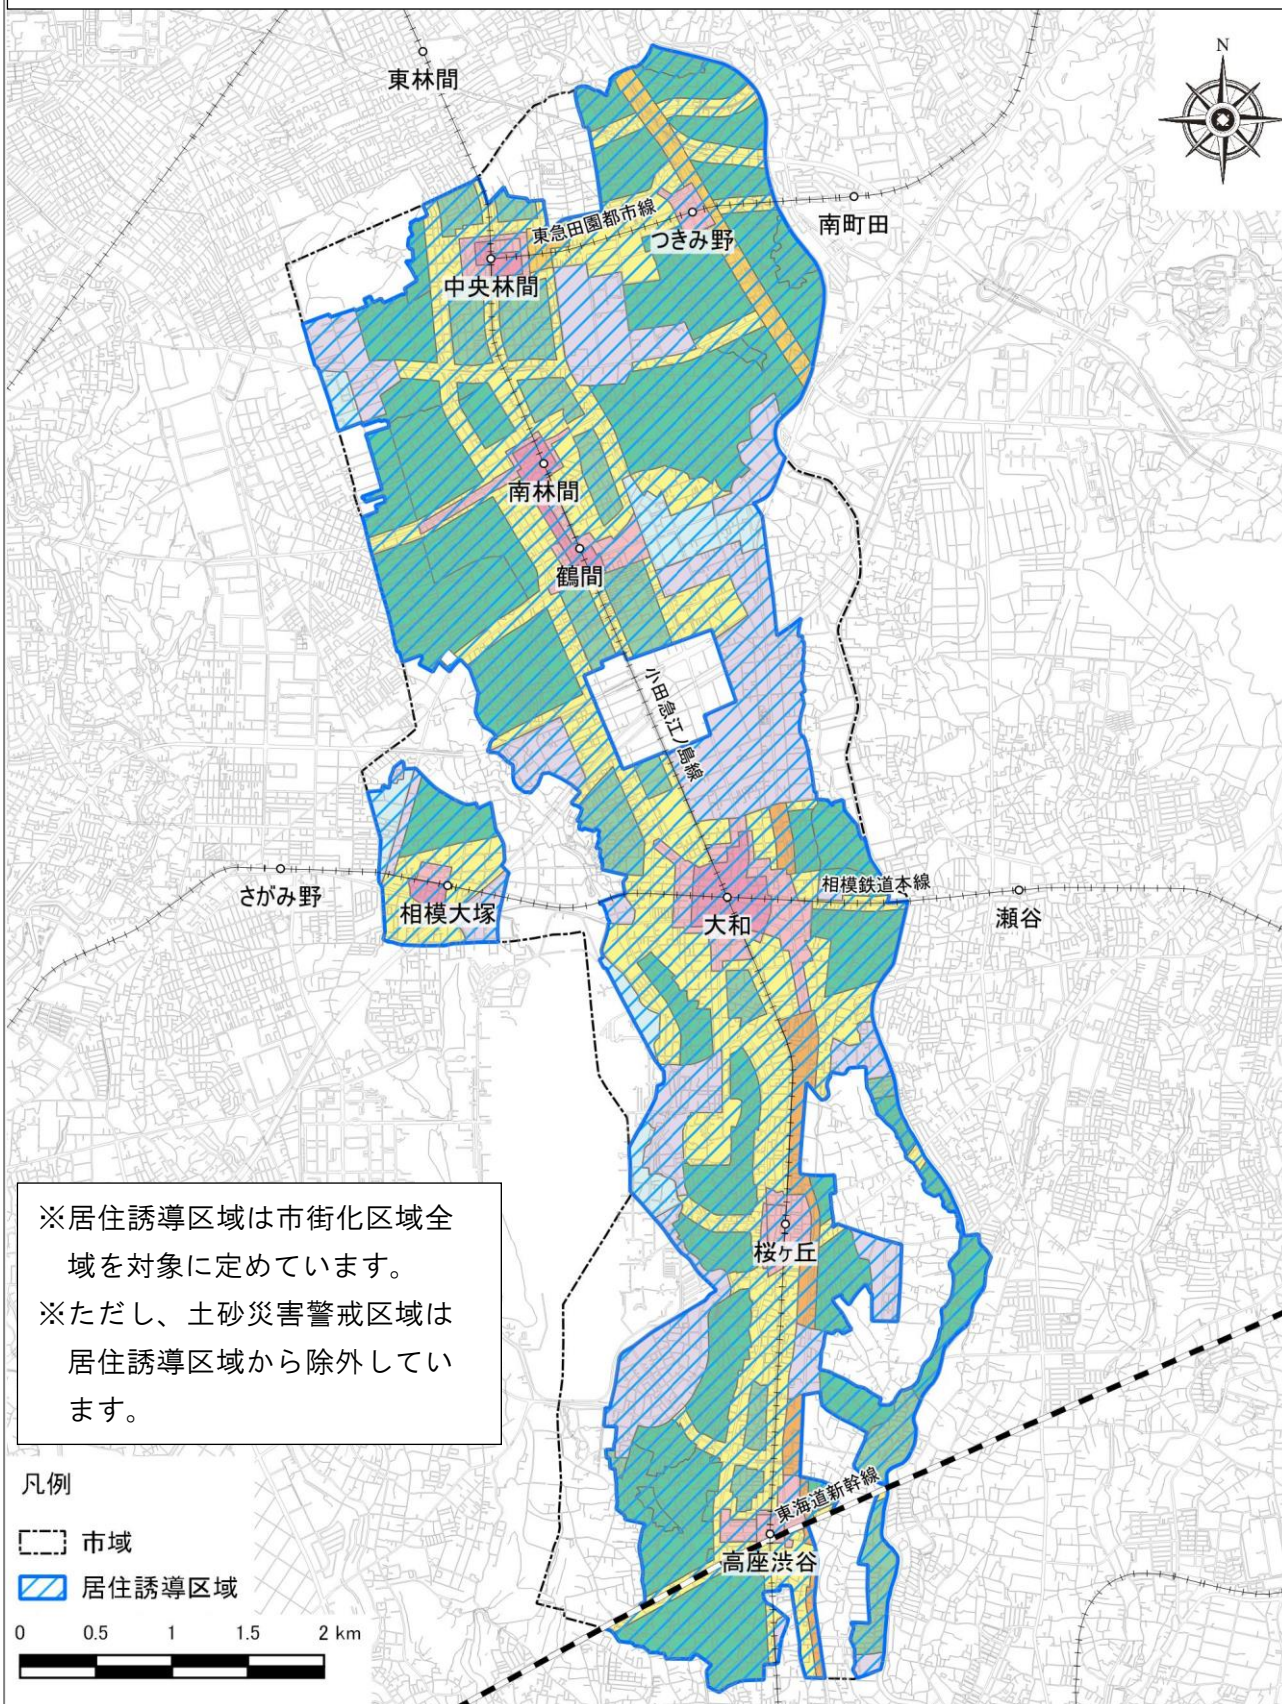 N
東林間
南町田
東急田園都市線
つきみ野
中央林間
南林間
鶴間
小田急江ノ島線
さがみ野
相模大塚
大和
相模鉄道本線
瀬谷
※居住誘導区域は市街化区域全
域を対象に定めています。
※ただし、土砂災害警戒区域は
居住誘導区域から除外してい
ます。
桜ヶ丘
東海道新幹線
高座渋谷
凡例
市域
居住誘導区域
0 0.5 1 1.5 2 km